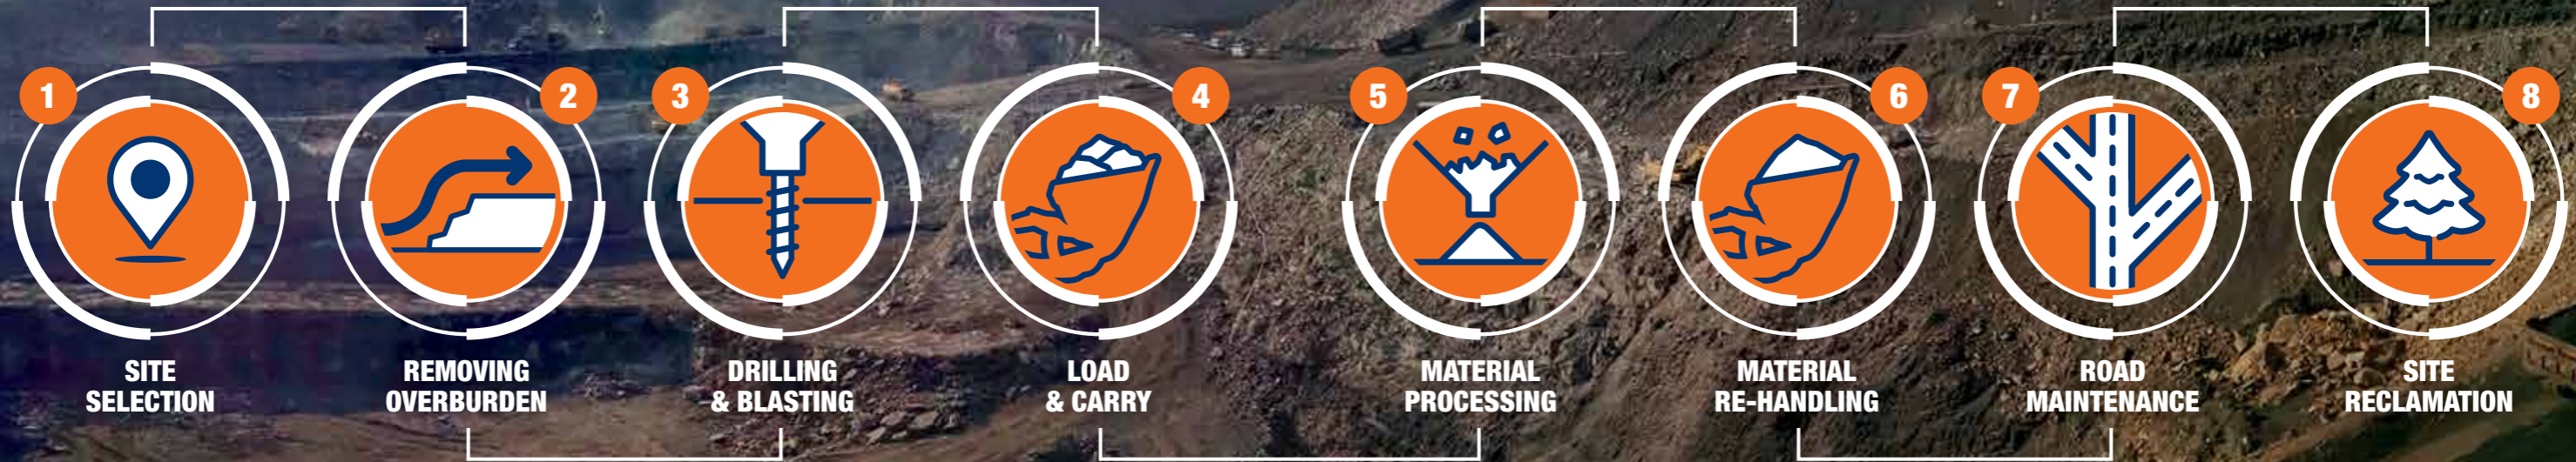 1
SITE
SELECTION
2
REMOVING
OVERBURDEN
3
DRILLING
& BLASTING
4
LOAD
& CARRY
5
MATERIAL
PROCESSING
6
MATERIAL
RE-HANDLING
7
ROAD
MAINTENANCE
8
SITE
RECLAMATION